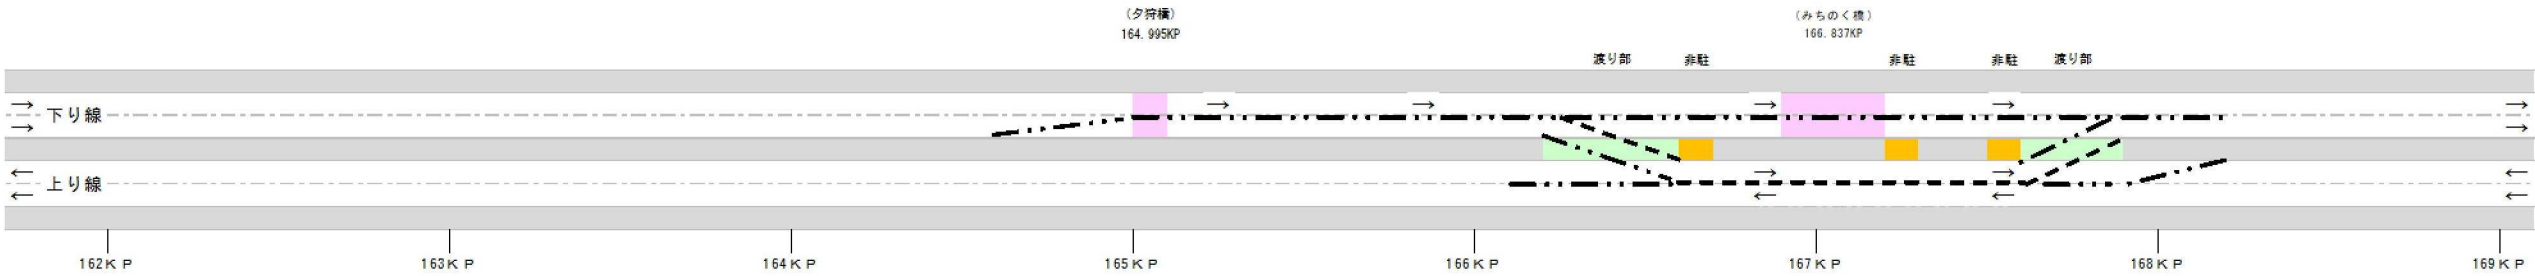 (夕狩橋)
164.995KP
(みちのく橋)
166.837KP
渡り部 非駐 非駐 非駐 渡り部
→ → → → → →
下り線
→ →
← ←
上り線
→ →
← ← ← ←
162KP 163KP 164KP 165KP 166KP 167KP 168KP 169KP